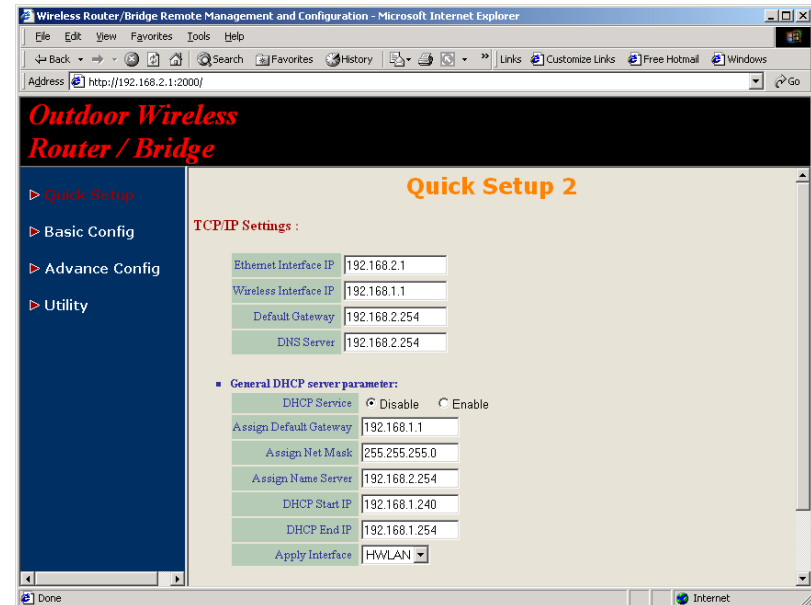 Wireless Router/Bridge Remote Management and Configuration - Microsoft Internet Explorer
File Edit View Favorites Tools Help
Back Search Favorites History » Links Customize Links Free Hotmail Windows
Address http://192.168.2.1:2000/ Go
Outdoor Wireless
Router / Bridge
Quick Setup
Basic Config
Advance Config
Utility
Quick Setup 2
TCP/IP Settings :
Ethernet Interface IP 192.168.2.1
Wireless Interface IP 192.168.1.1
Default Gateway 192.168.2.254
DNS Server 192.168.2.254
General DHCP server parameter:
DHCP Service Disable Enable
Assign Default Gateway 192.168.1.1
Assign Net Mask 255.255.255.0
Assign Name Server 192.168.2.254
DHCP Start IP 192.168.1.240
DHCP End IP 192.168.1.254
Apply Interface HWLAN
Done Internet